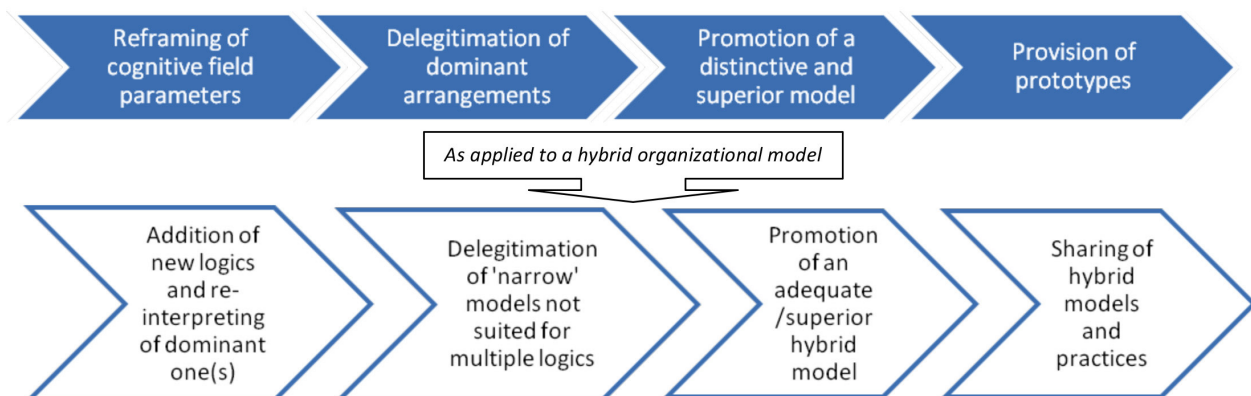 Reframing of
cognitive field
parameters
Delegitimation of
dominant
arrangements
Promotion of a
distinctive and
superior model
Provision of
prototypes
As applied to a hybrid organizational model
Addition of
new logics
and re-
interpreting
of dominant
one(s)
Delegitimation
of 'narrow'
models not
suited for
multiple logics
Promotion
of an
adequate
/superior
hybrid
model
Sharing of
hybrid
models
and
practices